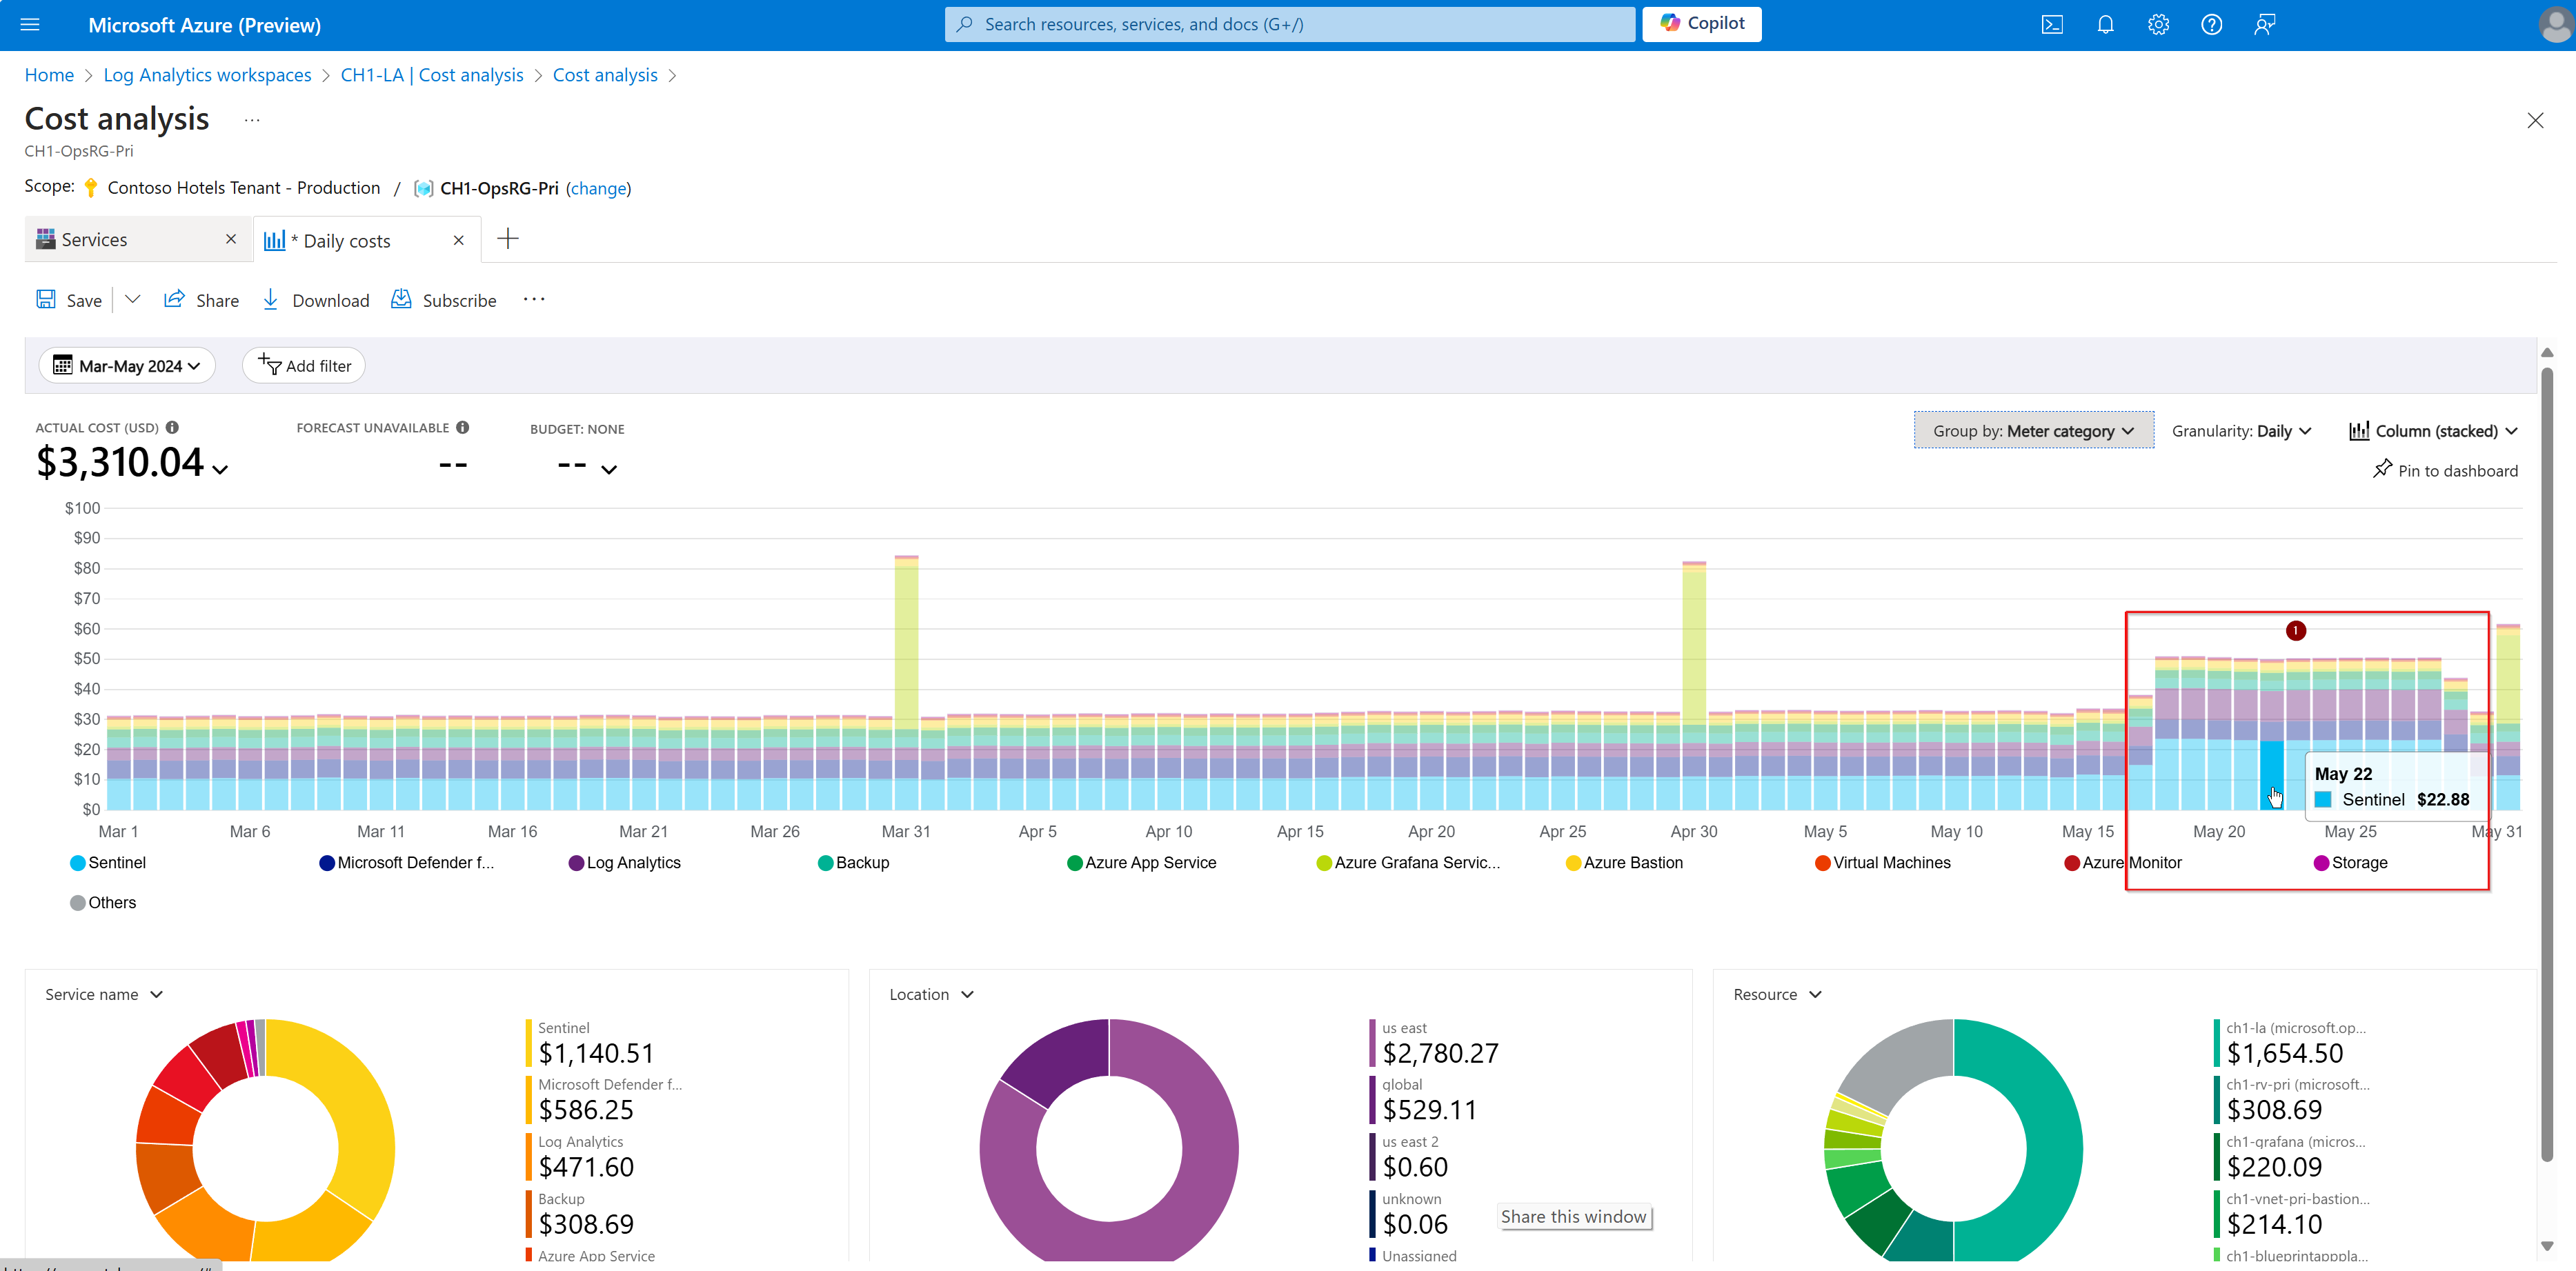 Microsoft Azure (Preview)
Search resources, services, and docs (G+/)
Copilot
Home > Log Analytics workspaces > CH1-LA | Cost analysis > Cost analysis >
Cost analysis ...
CH1-OpsRG-Pri
Scope: Contoso Hotels Tenant - Production / CH1-OpsRG-Pri (change)
Services
* Daily costs
Save Share Download Subscribe ...
Mar-May 2024
Add filter
ACTUAL COST (USD)
$3,310.04
FORECAST UNAVAILABLE
--
BUDGET: NONE
--
Group by: Meter category
Granularity: Daily
Column (stacked)
Pin to dashboard
$100
$90
$80
$70
$60
$50
$40
$30
$20
$10
$0
1
May 22
Sentinel $22.88
Mar 1 Mar 6 Mar 11 Mar 16 Mar 21 Mar 26 Mar 31 Apr 5 Apr 10 Apr 15 Apr 20 Apr 25 Apr 30 May 5 May 10 May 15 May 20 May 25 May 31
Sentinel Microsoft Defender f... Log Analytics Backup Azure App Service Azure Grafana Servic... Azure Bastion Virtual Machines Azure Monitor Storage
Others
Service name
Sentinel
$1,140.51
Microsoft Defender f...
$586.25
Log Analytics
$471.60
Backup
$308.69
Azure App Service
Location
us east
$2,780.27
global
$529.11
us east 2
$0.60
unknown
$0.06
Unassigned
Share this window
Resource
ch1-la (microsoft.op...
$1,654.50
ch1-rv-pri (microsoft...
$308.69
ch1-grafana (micros...
$220.09
ch1-vnet-pri-bastion...
$214.10
ch1-blueprintapppla...